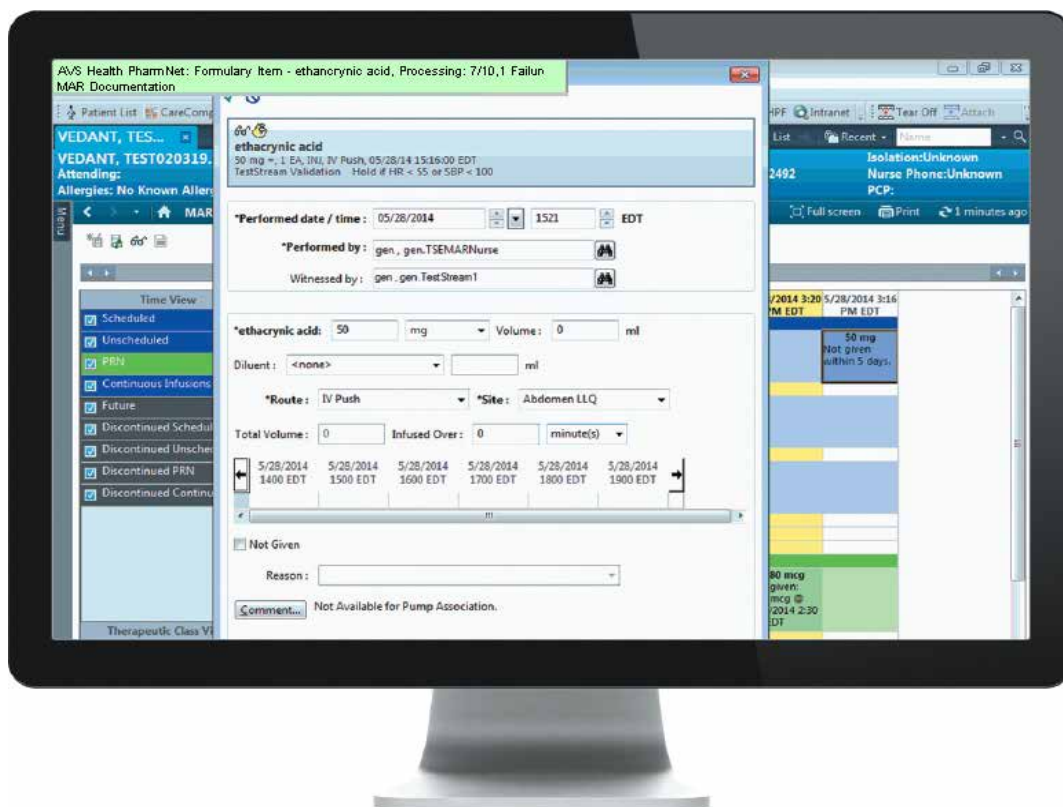 AVS Health PharmNet: Formulary Item - ethancrynic acid, Processing: 7/10,1 Failun
MAR Documentation
Patient List CareComp HPF Intranet Tear Off Attach
VEDANT, TES... List Recent Name
VEDANT, TEST020319. Isolation:Unknown
Attending: 2492 Nurse Phone:Unknown
Allergies: No Known Aller PCP:
Menu
MAR Full screen Print 1 minutes ago
ethacrynic acid
50 mg =, 1 EA, INJ, IV Push, 05/28/14 15:16:00 EDT
TestStream Validation Hold if HR < 55 or SBP < 100
*Performed date / time : 05/28/2014 1521 EDT
*Performed by : gen , gen.TSEMARNurse
Witnessed by : gen . gen.TestStream1
Time View
Scheduled
Unscheduled
PRN
Continuous Infusions
Future
Discontinued Schedul
Discontinued Unsche
Discontinued PRN
Discontinued Continu
Therapeutic Class Vi
*ethacrynic acid: 50 mg Volume : 0 ml
Diluent : <none> ml
*Route : IV Push *Site : Abdomen LLQ
Total Volume : 0 Infused Over : 0 minute(s)
5/28/2014 5/28/2014 5/28/2014 5/28/2014 5/28/2014 5/28/2014
1400 EDT 1500 EDT 1600 EDT 1700 EDT 1800 EDT 1900 EDT
Not Given
Reason :
Comment... Not Available for Pump Association.
/2014 3:20 5/28/2014 3:16
PM EDT PM EDT
50 mg
Not given
within 5 days.
80 mcg
given:
mcg @
/2014 2:30
EDT